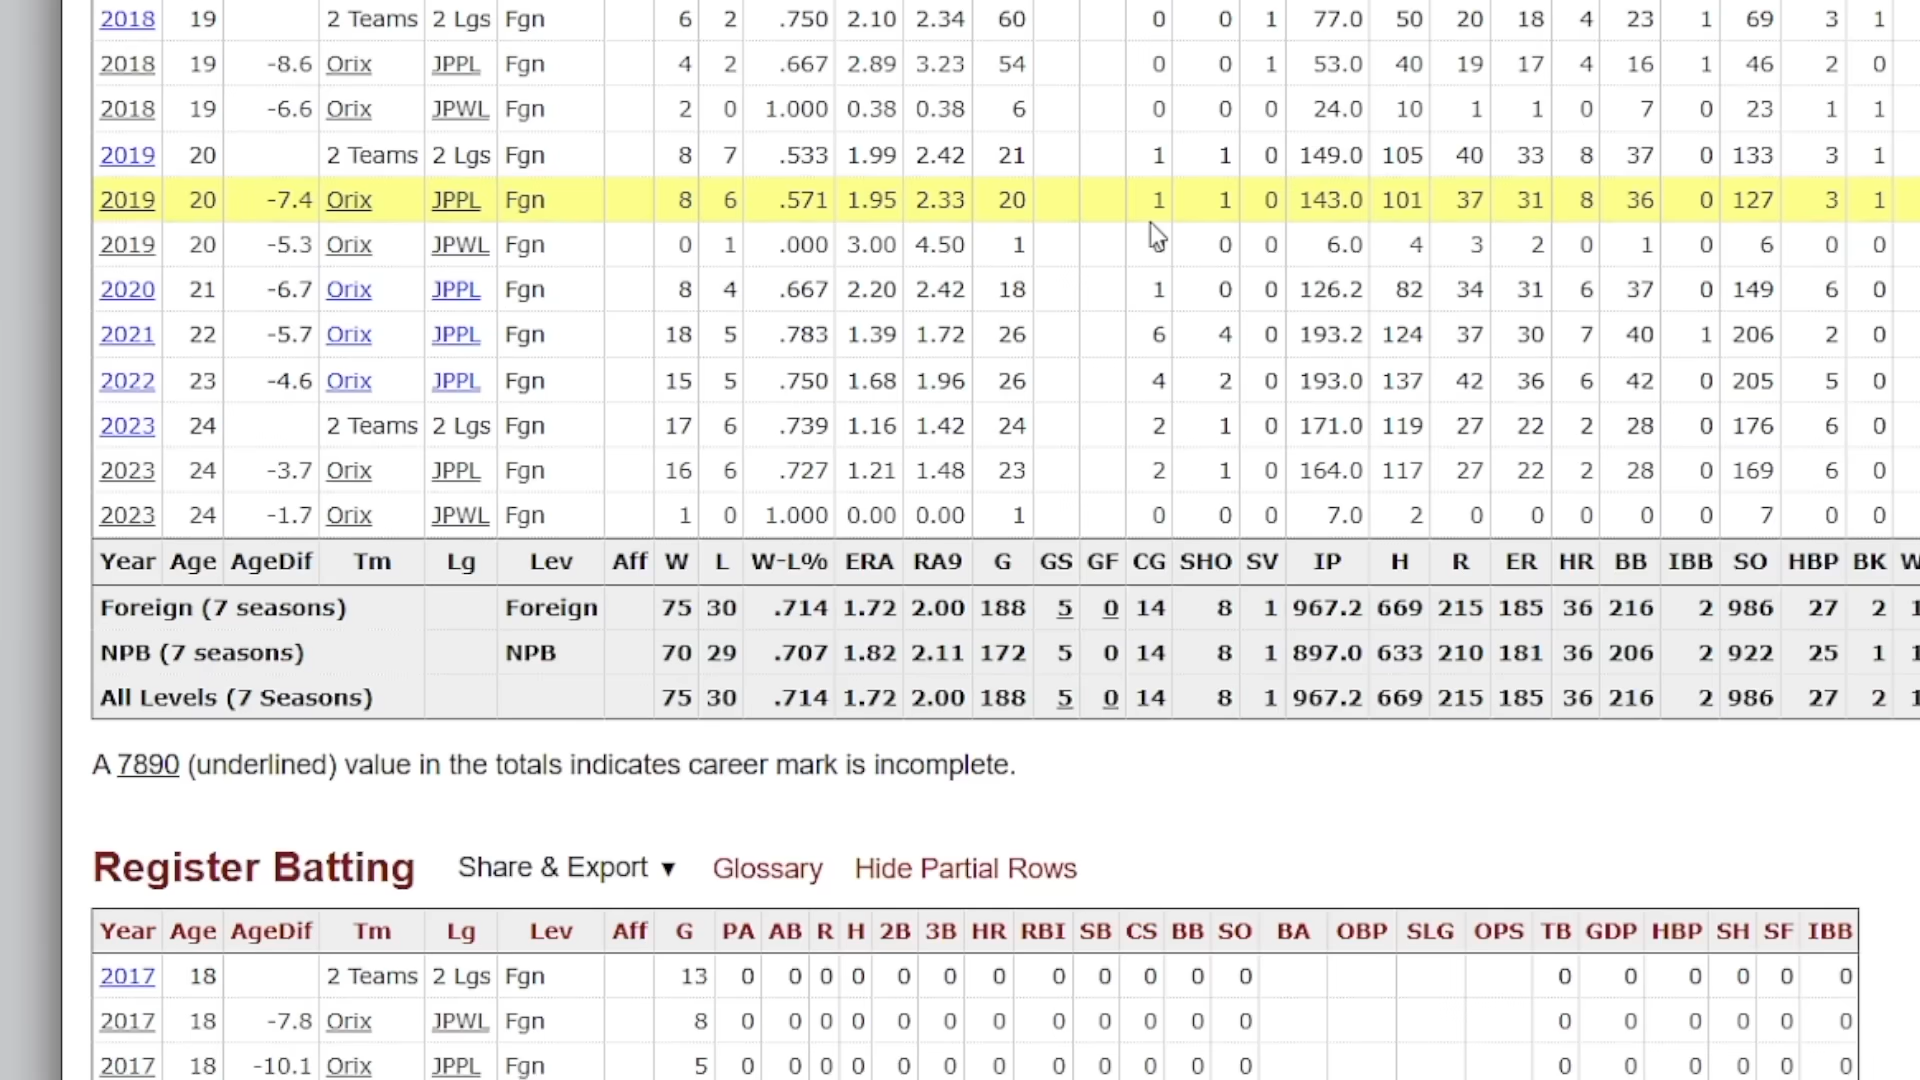 2018 19 2 Teams 2 Lgs Fgn 6 2 .750 2.10 2.34 60 0 0 1 77.0 50 20 18 4 23 1 69 3 1
2018 19 -8.6 Orix JPPL Fgn 4 2 .667 2.89 3.23 54 0 0 1 53.0 40 19 17 4 16 1 46 2 0
2018 19 -6.6 Orix JPWL Fgn 2 0 1.000 0.38 0.38 6 0 0 0 24.0 10 1 1 0 7 0 23 1 1
2019 20 2 Teams 2 Lgs Fgn 8 7 .533 1.99 2.42 21 1 1 0 149.0 105 40 33 8 37 0 133 3 1
2019 20 -7.4 Orix JPPL Fgn 8 6 .571 1.95 2.33 20 1 1 0 143.0 101 37 31 8 36 0 127 3 1
2019 20 -5.3 Orix JPWL Fgn 0 1 .000 3.00 4.50 1 0 0 6.0 4 3 2 0 1 0 6 0 0
2020 21 -6.7 Orix JPPL Fgn 8 4 .667 2.20 2.42 18 1 0 0 126.2 82 34 31 6 37 0 149 6 0
2021 22 -5.7 Orix JPPL Fgn 18 5 .783 1.39 1.72 26 6 4 0 193.2 124 37 30 7 40 1 206 2 0
2022 23 -4.6 Orix JPPL Fgn 15 5 .750 1.68 1.96 26 4 2 0 193.0 137 42 36 6 42 0 205 5 0
2023 24 2 Teams 2 Lgs Fgn 17 6 .739 1.16 1.42 24 2 1 0 171.0 119 27 22 2 28 0 176 6 0
2023 24 -3.7 Orix JPPL Fgn 16 6 .727 1.21 1.48 23 2 1 0 164.0 117 27 22 2 28 0 169 6 0
2023 24 -1.7 Orix JPWL Fgn 1 0 1.000 0.00 0.00 1 0 0 0 7.0 2 0 0 0 0 0 7 0 0
Year Age AgeDif Tm Lg Lev Aff W L W-L% ERA RA9 G GS GF CG SHO SV IP H R ER HR BB IBB SO HBP BK
Foreign (7 seasons) Foreign 75 30 .714 1.72 2.00 188 5 0 14 8 1 967.2 669 215 185 36 216 2 986 27 2
NPB (7 seasons) NPB 70 29 .707 1.82 2.11 172 5 0 14 8 1 897.0 633 210 181 36 206 2 922 25 1
All Levels (7 Seasons) 75 30 .714 1.72 2.00 188 5 0 14 8 1 967.2 669 215 185 36 216 2 986 27 2
A 7890 (underlined) value in the totals indicates career mark is incomplete.
Register Batting Share & Export ▼ Glossary Hide Partial Rows
Year Age AgeDif Tm Lg Lev Aff G PA AB R H 2B 3B HR RBI SB CS BB SO BA OBP SLG OPS TB GDP HBP SH SF IBB
2017 18 2 Teams 2 Lgs Fgn 13 0 0 0 0 0 0 0 0 0 0 0 0 0 0 0 0 0 0
2017 18 -7.8 Orix JPWL Fgn 8 0 0 0 0 0 0 0 0 0 0 0 0 0 0 0 0 0 0
2017 18 -10.1 Orix JPPL Fgn 5 0 0 0 0 0 0 0 0 0 0 0 0 0 0 0 0 0 0